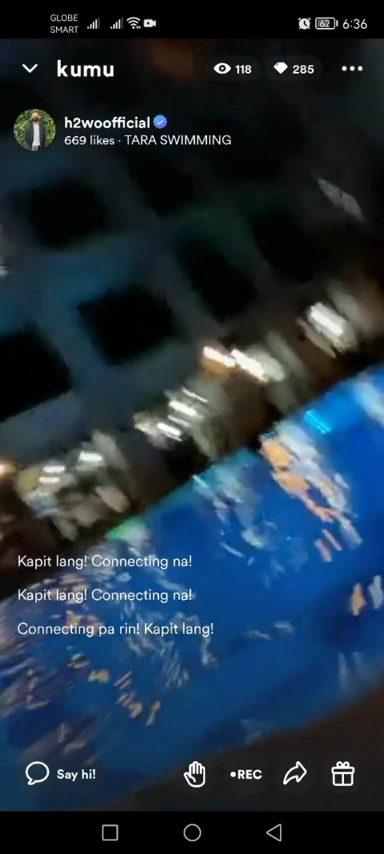 GLOBE
SMART
62 6:36
kumu 118 285
h2woofficial
669 likes · TARA SWIMMING
Kapit lang! Connecting na!
Kapit lang! Connecting na!
Connecting pa rin! Kapit lang!
Say hi! •REC